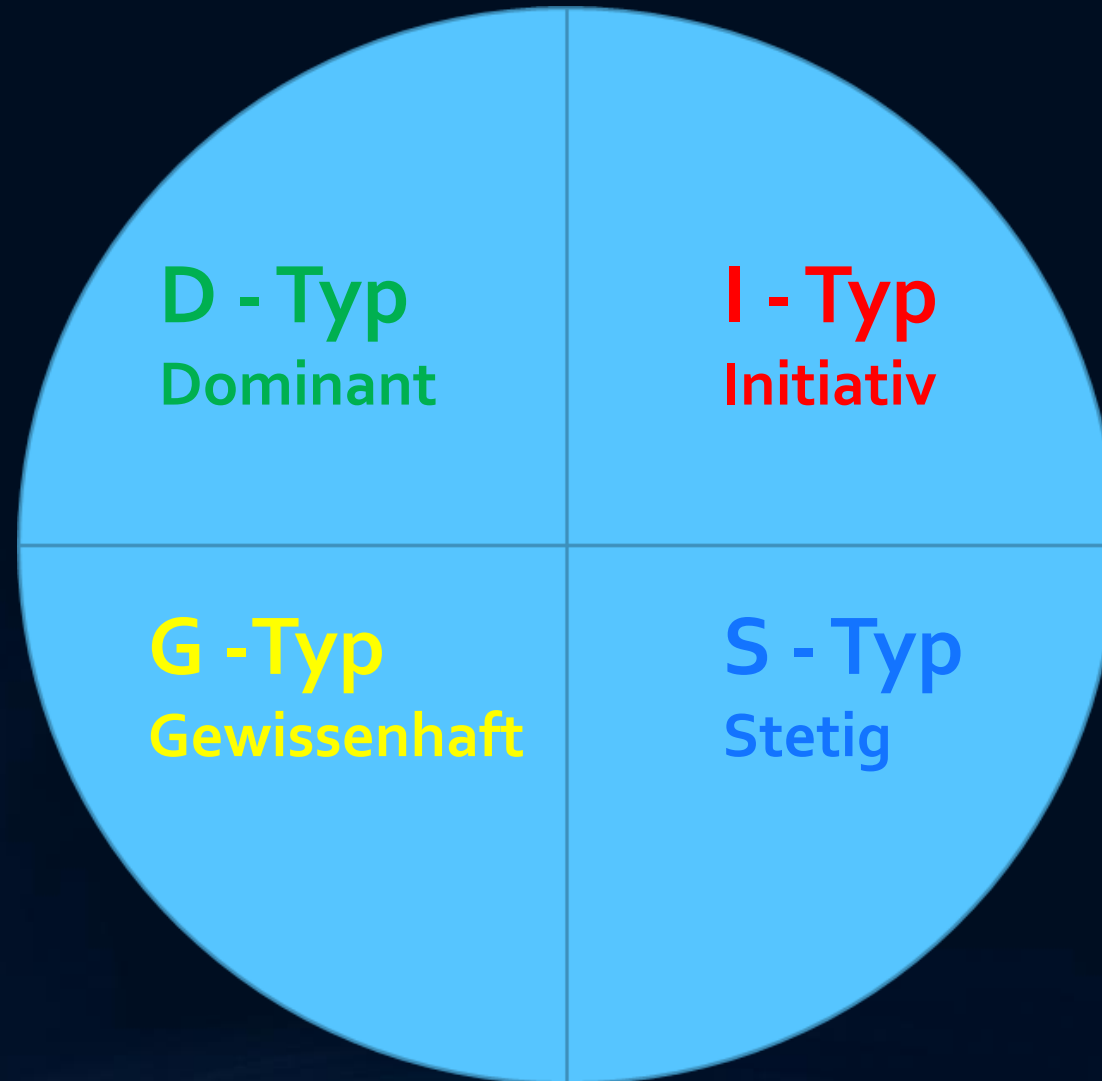 D - Typ
Dominant
I - Typ
Initiativ
G -Typ
Gewissenhaft
S - Typ
Stetig